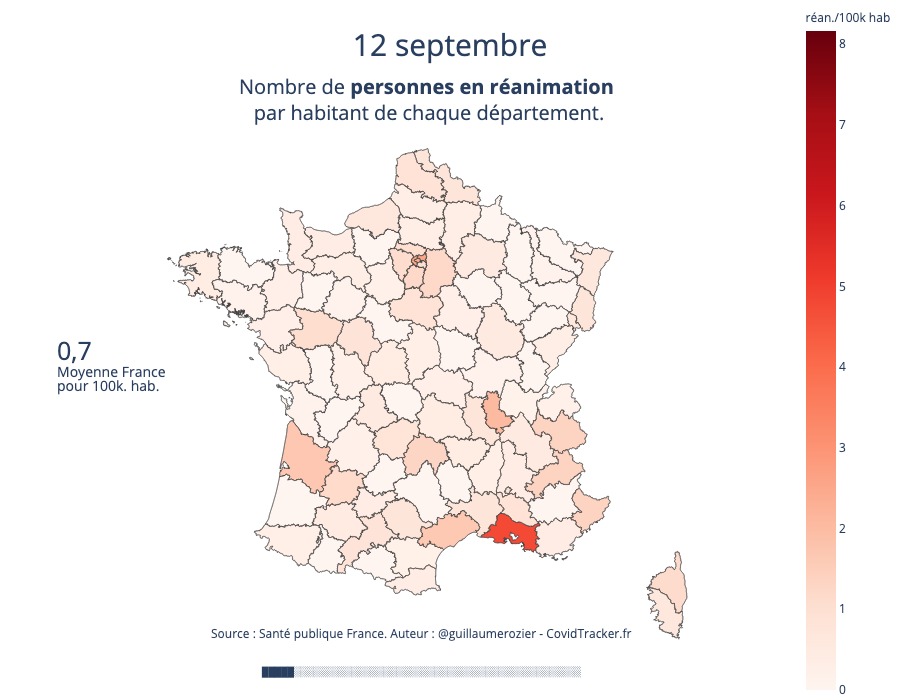 12 septembre
Nombre de personnes en réanimation
par habitant de chaque département.
réan./100k hab
8
7
6
5
4
3
2
1
0
0,7
Moyenne France
pour 100k. hab.
Source : Santé publique France. Auteur : @guillaumerozier - CovidTracker.fr